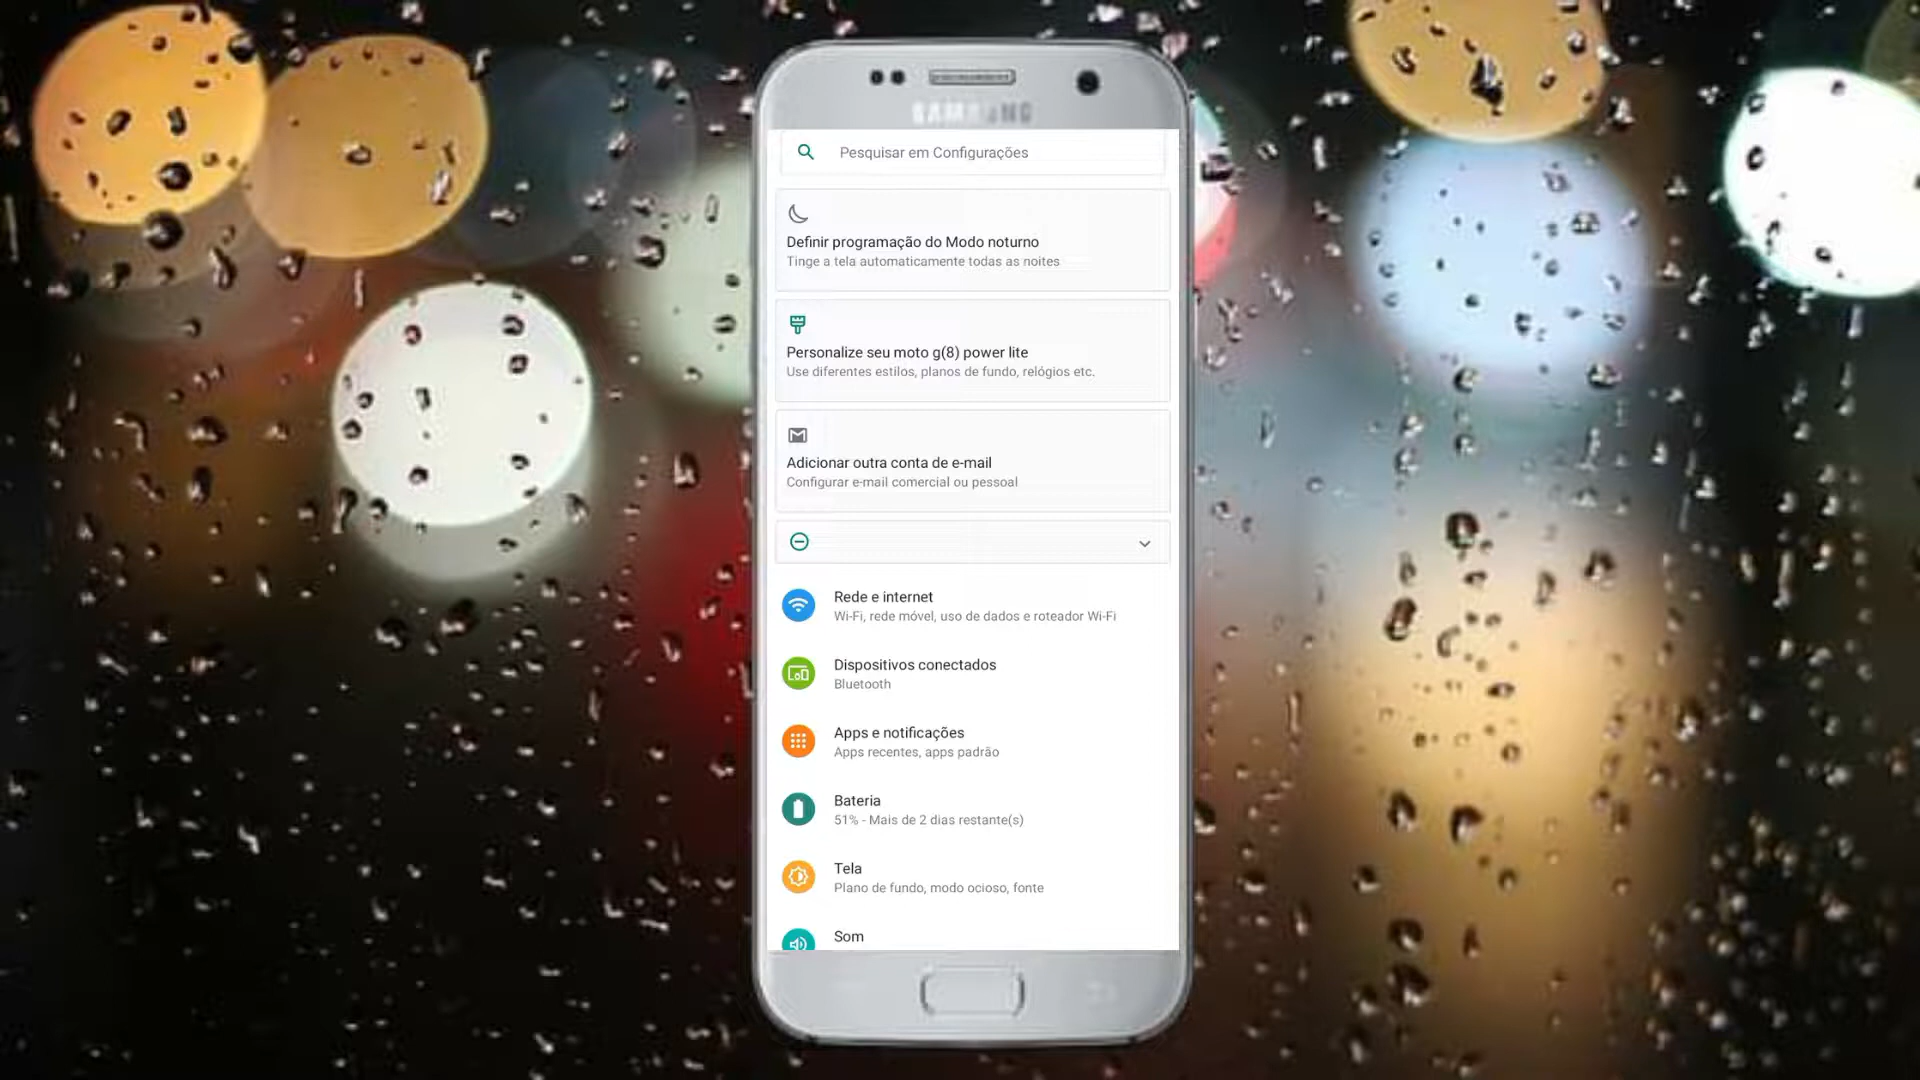 SAMSUNG
Pesquisar em Configurações
Definir programação do Modo noturno
Tinge a tela automaticamente todas as noites
Personalize seu moto g(8) power lite
Use diferentes estilos, planos de fundo, relógios etc.
Adicionar outra conta de e-mail
Configurar e-mail comercial ou pessoal
Rede e internet
Wi-Fi, rede móvel, uso de dados e roteador Wi-Fi
Dispositivos conectados
Bluetooth
Apps e notificações
Apps recentes, apps padrão
Bateria
51% - Mais de 2 dias restante(s)
Tela
Plano de fundo, modo ocioso, fonte
Som